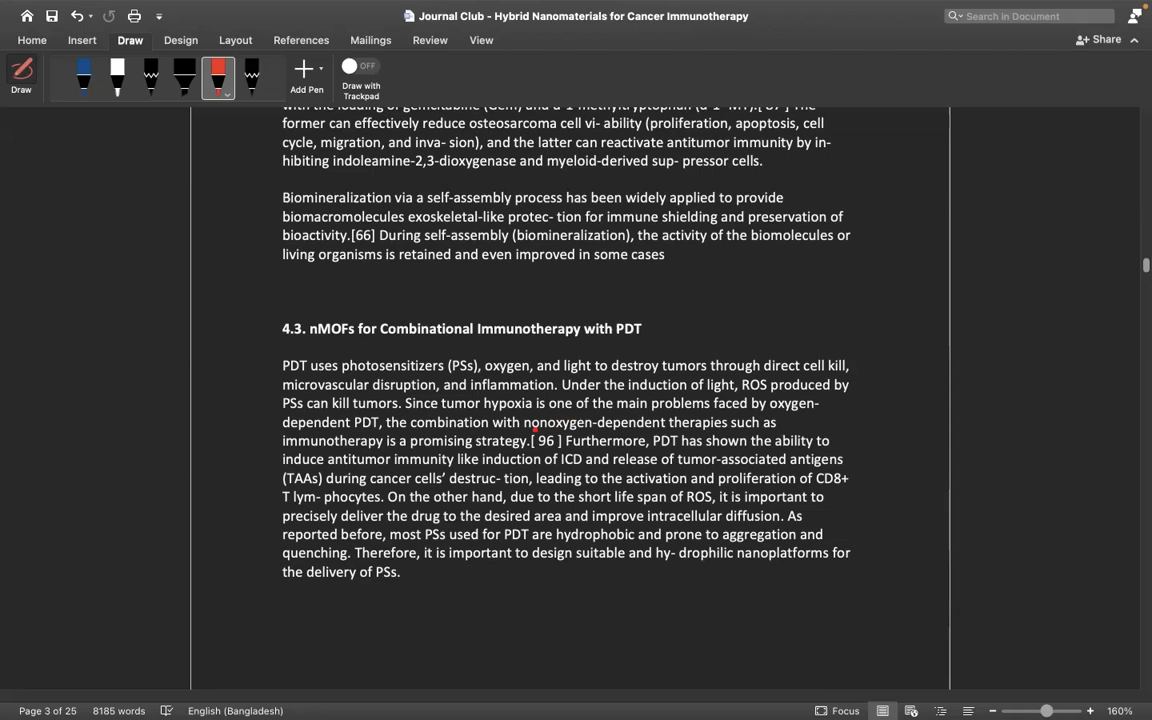 Journal Club - Hybrid Nanomaterials for Cancer Immunotherapy
Search in Document
Home Insert Draw Design Layout References Mailings Review View
Share
Draw
Add Pen
OFF
Draw with
Trackpad
with the loading of gemcitabine (Gem) and d-1-methyltryptophan (d-1-MT).[ 87 ] The
former can effectively reduce osteosarcoma cell vi- ability (proliferation, apoptosis, cell
cycle, migration, and inva- sion), and the latter can reactivate antitumor immunity by in-
hibiting indoleamine-2,3-dioxygenase and myeloid-derived sup- pressor cells.
Biomineralization via a self-assembly process has been widely applied to provide
biomacromolecules exoskeletal-like protec- tion for immune shielding and preservation of
bioactivity.[66] During self-assembly (biomineralization), the activity of the biomolecules or
living organisms is retained and even improved in some cases
4.3. nMOFs for Combinational Immunotherapy with PDT
PDT uses photosensitizers (PSs), oxygen, and light to destroy tumors through direct cell kill,
microvascular disruption, and inflammation. Under the induction of light, ROS produced by
PSs can kill tumors. Since tumor hypoxia is one of the main problems faced by oxygen-
dependent PDT, the combination with nonoxygen-dependent therapies such as
immunotherapy is a promising strategy.[ 96 ] Furthermore, PDT has shown the ability to
induce antitumor immunity like induction of ICD and release of tumor-associated antigens
(TAAs) during cancer cells’ destruc- tion, leading to the activation and proliferation of CD8+
T lym- phocytes. On the other hand, due to the short life span of ROS, it is important to
precisely deliver the drug to the desired area and improve intracellular diffusion. As
reported before, most PSs used for PDT are hydrophobic and prone to aggregation and
quenching. Therefore, it is important to design suitable and hy- drophilic nanoplatforms for
the delivery of PSs.
Page 3 of 25 8185 words English (Bangladesh) Focus 160%